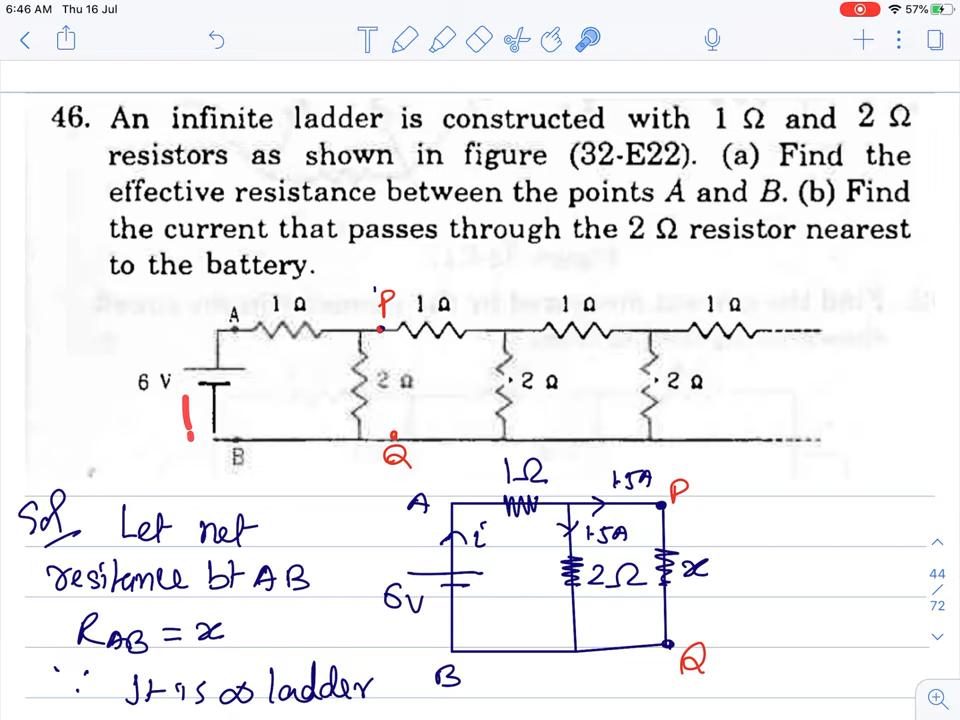 6:46 AM Thu 16 Jul
57%
46. An infinite ladder is constructed with 1 Ω and 2 Ω
resistors as shown in figure (32-E22). (a) Find the
effective resistance between the points A and B. (b) Find
the current that passes through the 2 Ω resistor nearest
to the battery.
A 1 Ω P 1 Ω 1 Ω 1 Ω
6 V 2 Ω 2 Ω 2 Ω
!
B Q
Sol Let net
resitance bt AB
R_AB = x
∵ It is ∞ ladder
1Ω 1.5A
A P
i 1.5A
6V 2Ω x
B Q
44
/
72